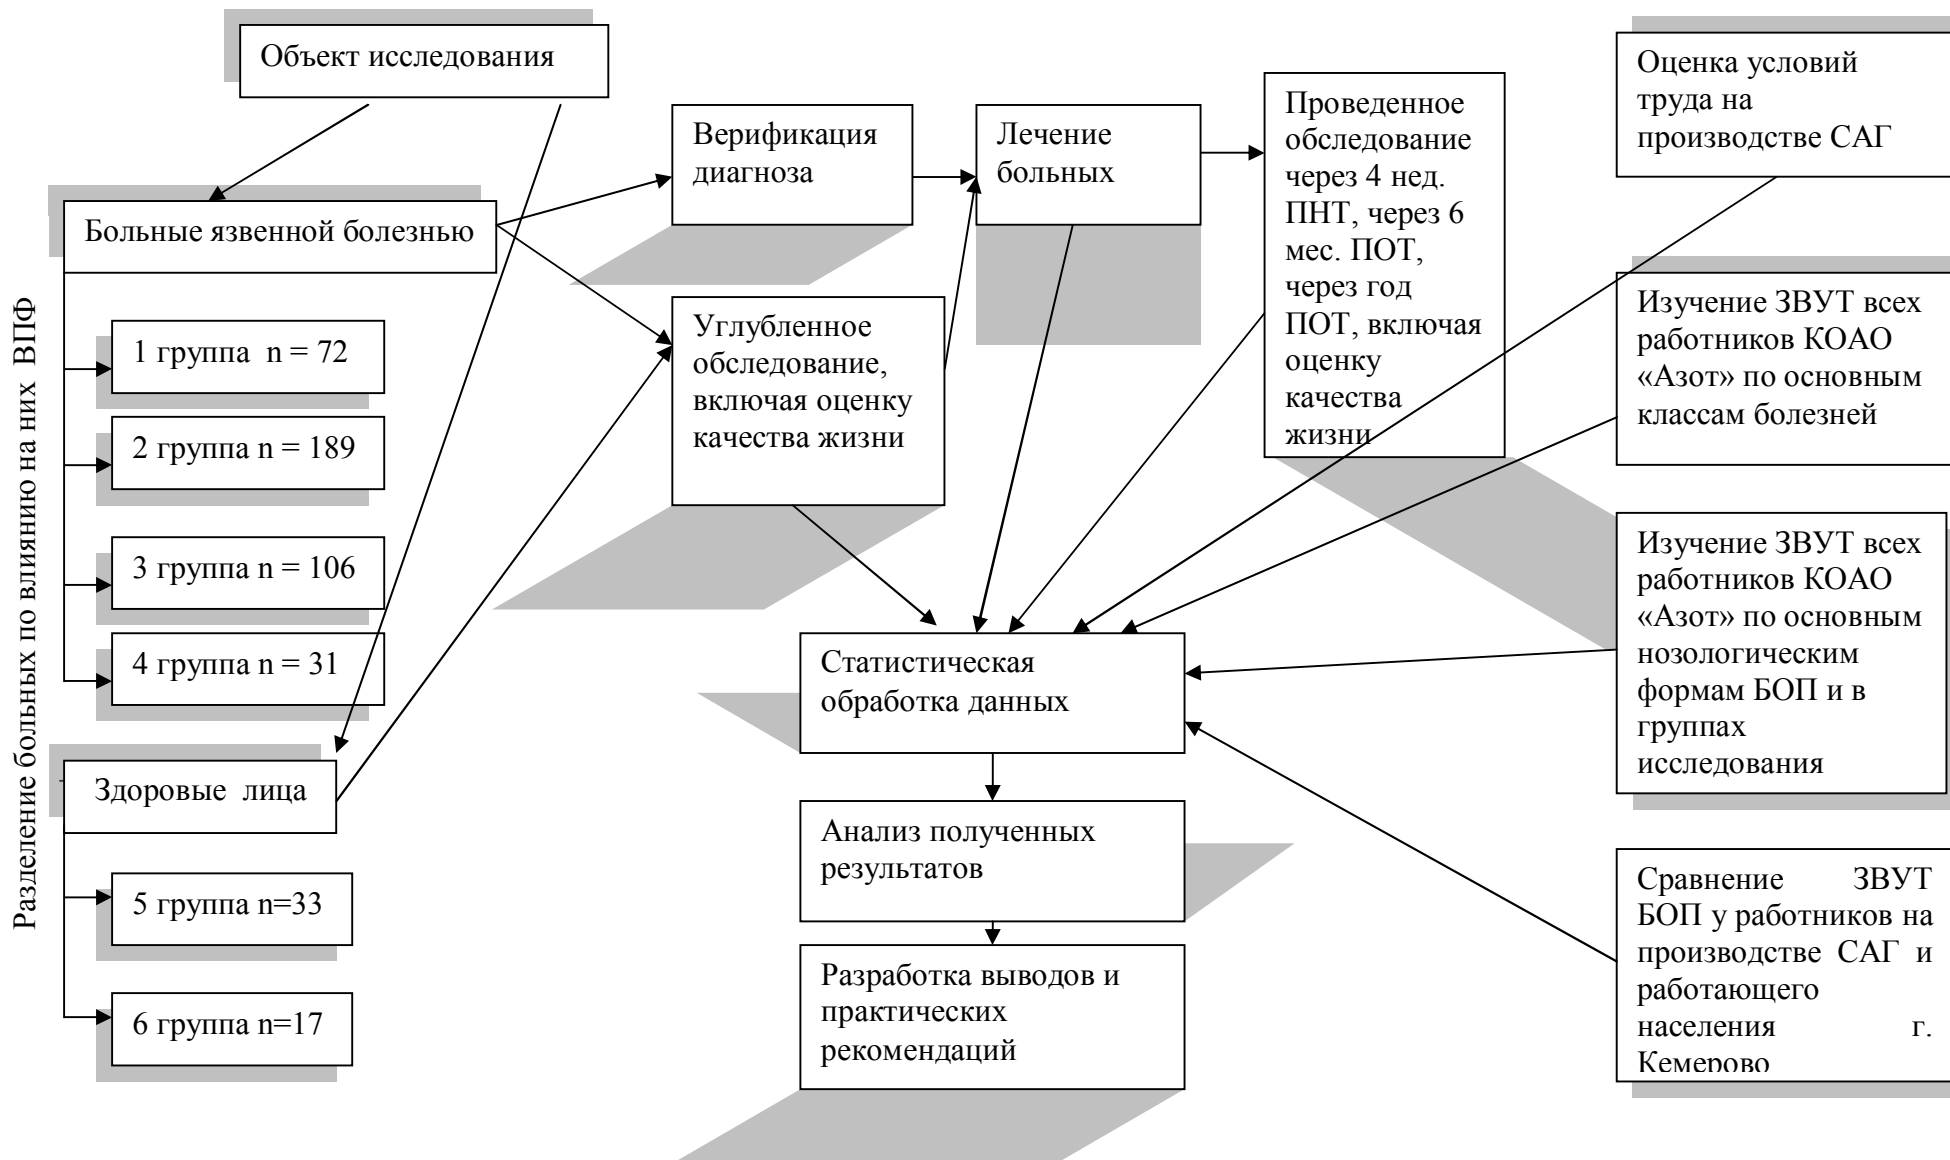 Объект исследования
Больные язвенной болезнью
Разделение больных по влиянию на них ВПФ
1 группа n = 72
2 группа n = 189
3 группа n = 106
4 группа n = 31
Здоровые лица
5 группа n=33
6 группа n=17
Верификация
диагноза
Углубленное
обследование,
включая оценку
качества жизни
Лечение
больных
Проведенное
обследование
через 4 нед.
ПНТ, через 6
мес. ПОТ,
через год
ПОТ, включая
оценку
качества
жизни
Статистическая
обработка данных
Анализ полученных
результатов
Разработка выводов и
практических
рекомендаций
Оценка условий
труда на
производстве САГ
Изучение ЗВУТ всех
работников КОАО
«Азот» по основным
классам болезней
Изучение ЗВУТ всех
работников КОАО
«Азот» по основным
нозологическим
формам БОП и в
группах
исследования
Сравнение ЗВУТ
БОП у работников на
производстве САГ и
работающего
населения г.
Кемерово